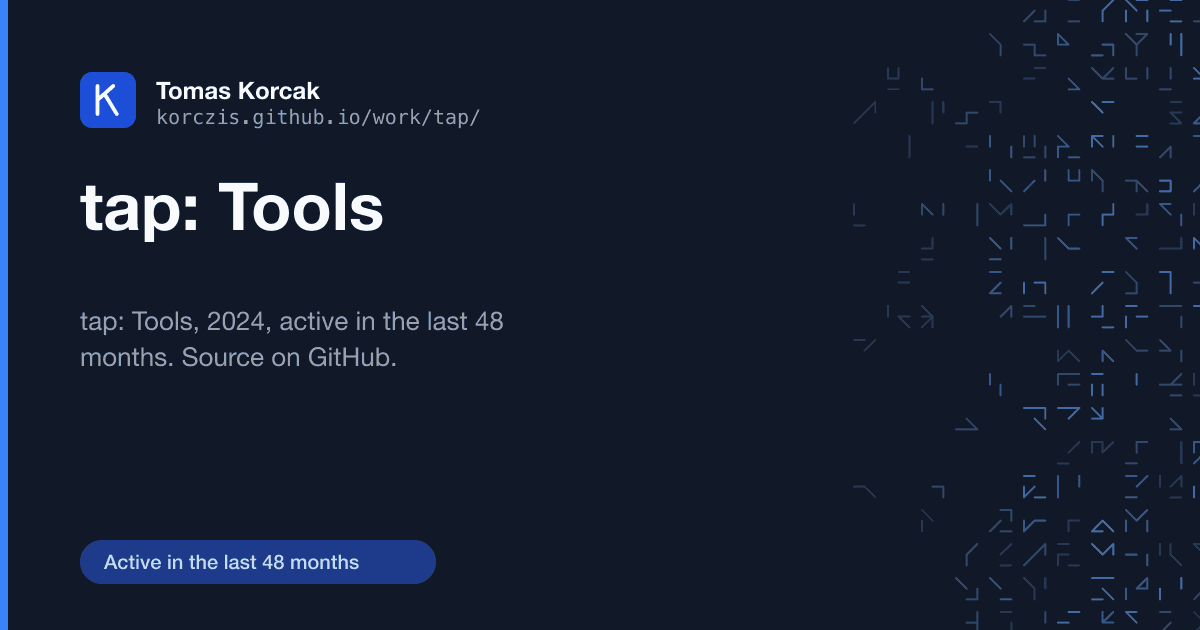 K
Tomas Korcak
korczis.github.io/work/tap/
tap: Tools
tap: Tools, 2024, active in the last 48
months. Source on GitHub.
Active in the last 48 months